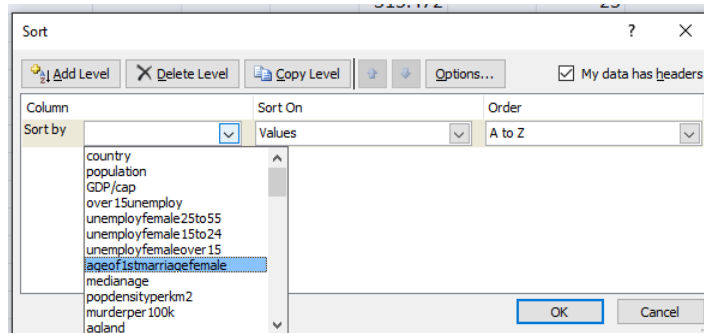 Sort ? X
Add Level Delete Level Copy Level Options... My data has headers
Column Sort On Order
Sort by Values A to Z
country
population
GDP/cap
over15unemploy
unemployfemale25to55
unemployfemale15to24
unemployfemaleover15
ageof1stmarriagefemale
medianage
popdensityperkm2
murderper100k
agland
OK Cancel